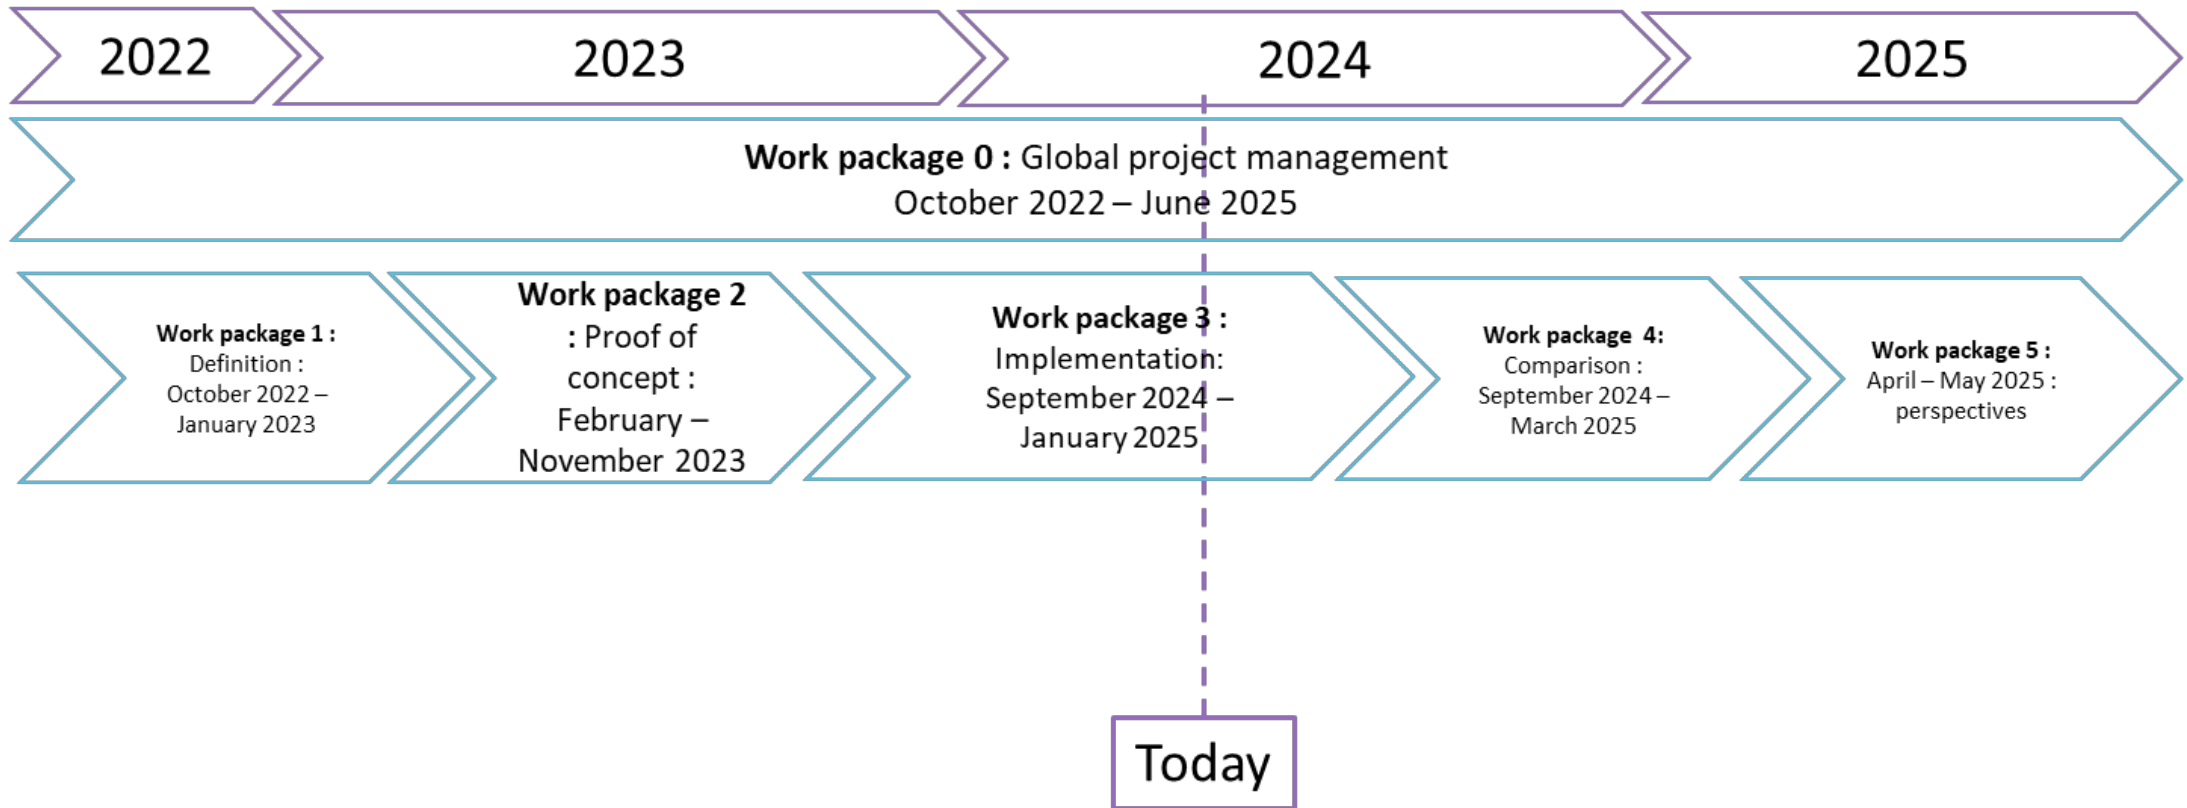 2022
2023
2024
2025
Work package 0 : Global project management
October 2022 – June 2025
Work package 1 :
Definition :
October 2022 –
January 2023
Work package 2
: Proof of
concept :
February –
November 2023
Work package 3 :
Implementation:
September 2024 –
January 2025
Work package  4:
Comparison :
September 2024 –
March 2025
Work package 5 :
April – May 2025 :
perspectives
Today